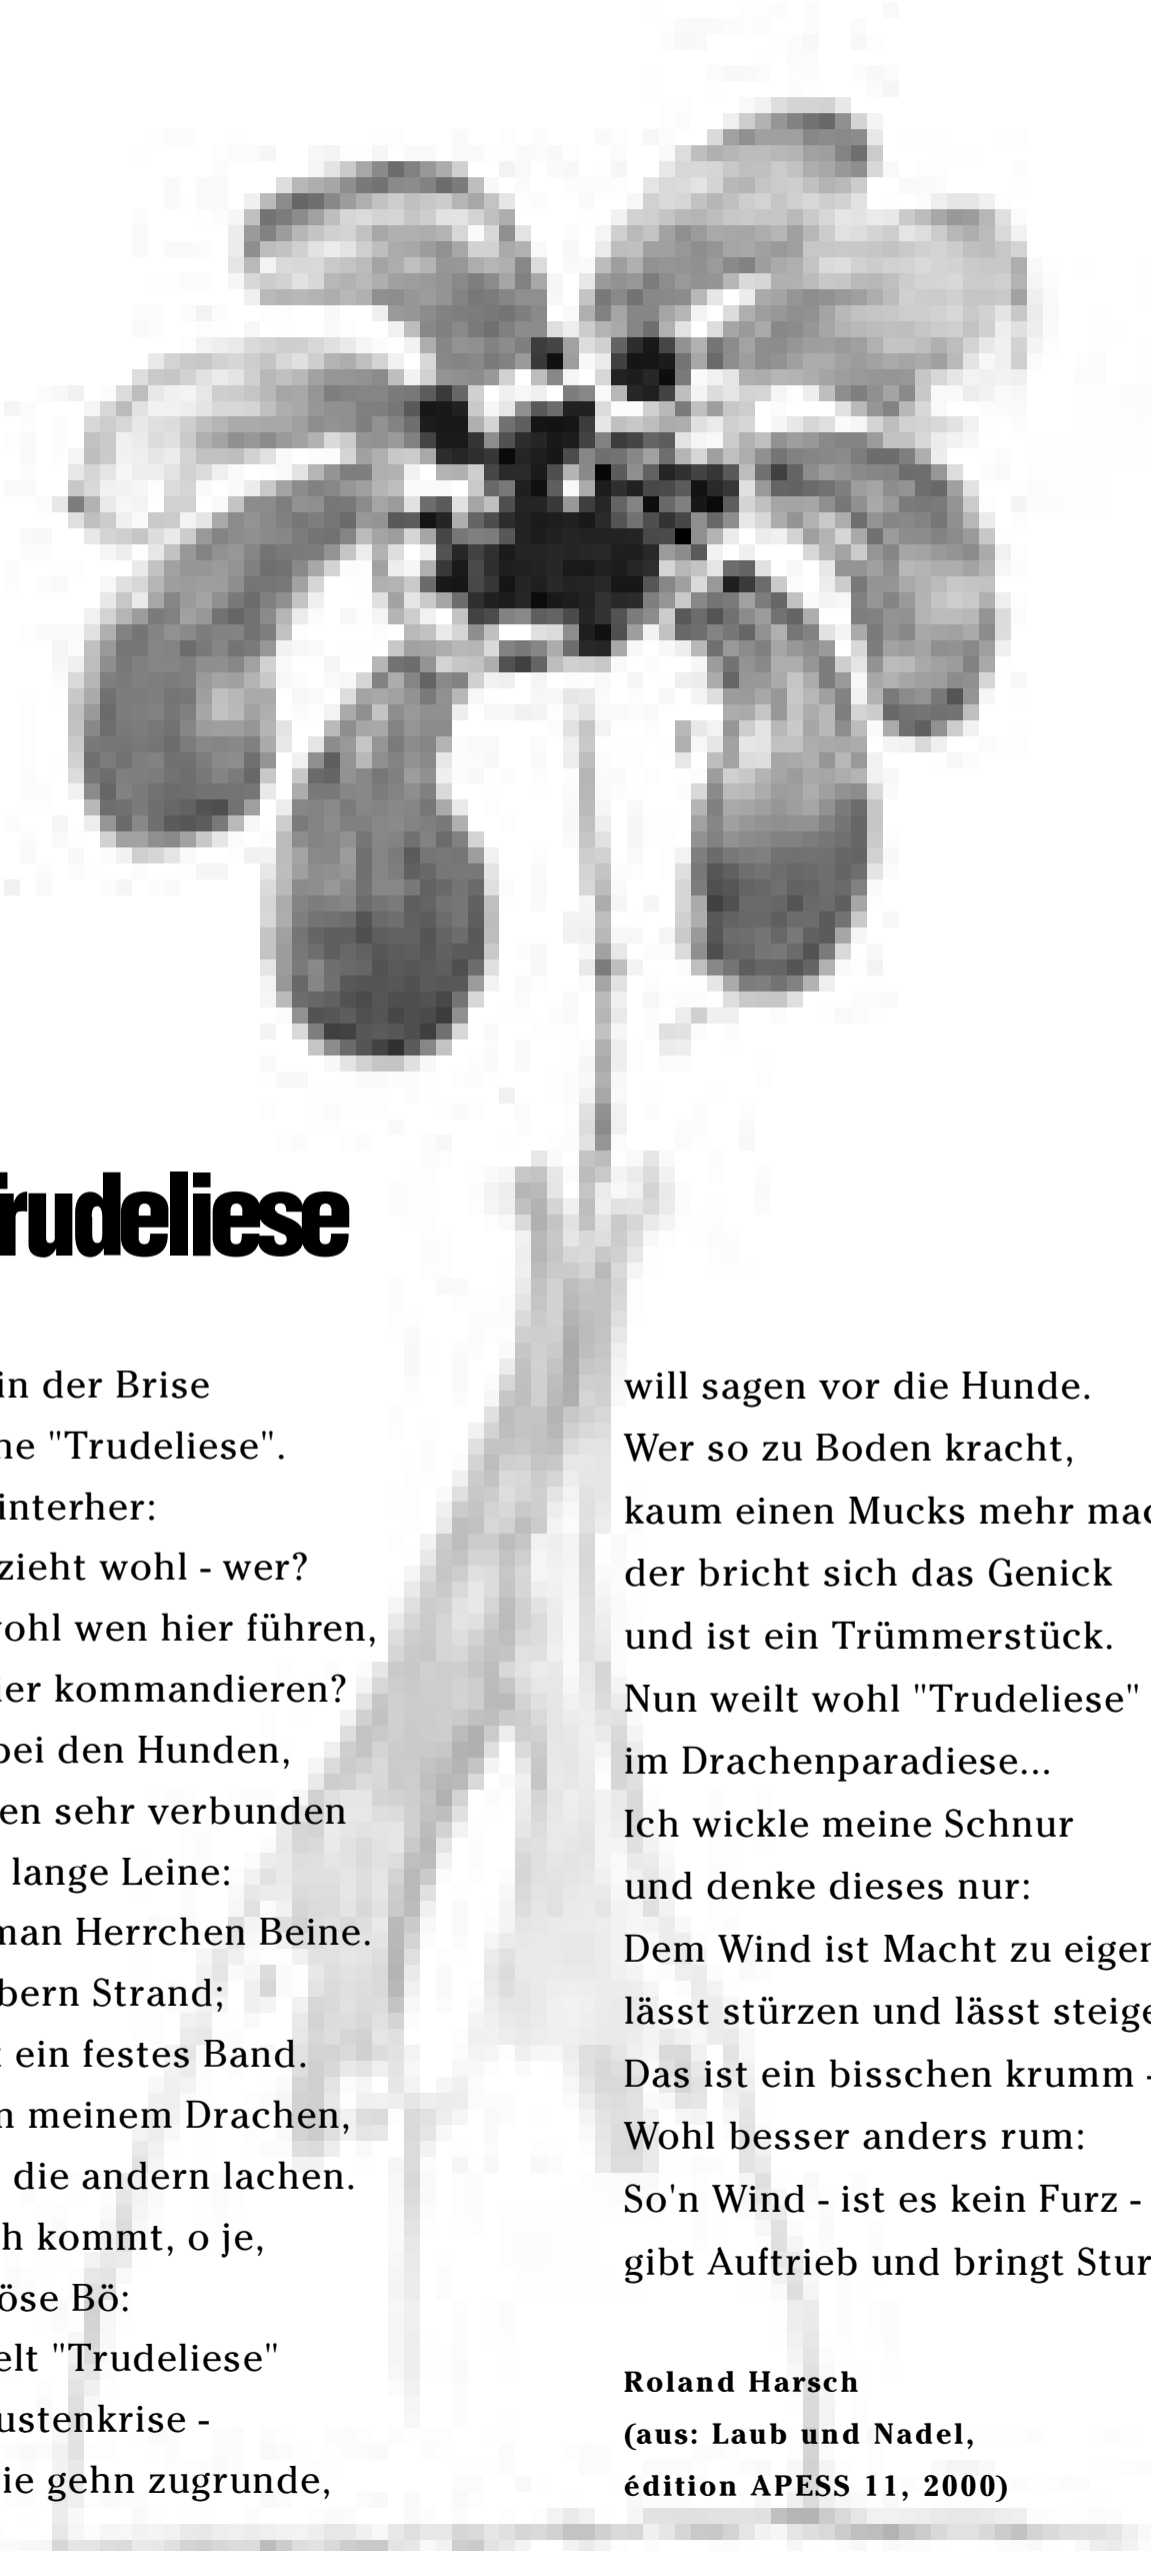 Trudeliese
in der Brise
ne "Trudeliese".
interher:
zieht wohl - wer?
wohl wen hier führen,
ier kommandieren?
bei den Hunden,
en sehr verbunden
lange Leine:
man Herrchen Beine.
bern Strand;
t ein festes Band.
n meinem Drachen,
die andern lachen.
h kommt, o je,
öse Bö:
elt "Trudeliese"
ustenkrise -
ie gehn zugrunde,
will sagen vor die Hunde.
Wer so zu Boden kracht,
kaum einen Mucks mehr mac
der bricht sich das Genick
und ist ein Trümmerstück.
Nun weilt wohl "Trudeliese"
im Drachenparadiese...
Ich wickle meine Schnur
und denke dieses nur:
Dem Wind ist Macht zu eigen
lässt stürzen und lässt steige
Das ist ein bisschen krumm -
Wohl besser anders rum:
So'n Wind - ist es kein Furz -
gibt Auftrieb und bringt Stur
Roland Harsch
(aus: Laub und Nadel,
édition APESS 11, 2000)